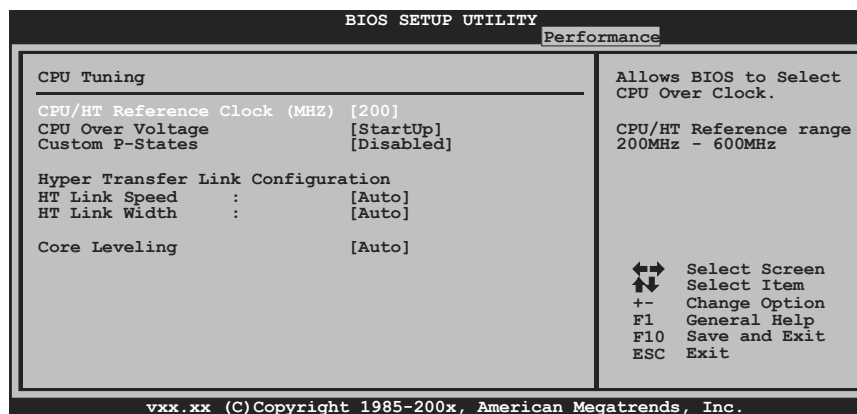 BIOS SETUP UTILITY
Performance
CPU Tuning
CPU/HT Reference Clock (MHZ) [200]
CPU Over Voltage [StartUp]
Custom P-States [Disabled]
Hyper Transfer Link Configuration
HT Link Speed : [Auto]
HT Link Width : [Auto]
Core Leveling [Auto]
Allows BIOS to Select
CPU Over Clock.
CPU/HT Reference range
200MHz - 600MHz
Select Screen
Select Item
+- Change Option
F1 General Help
F10 Save and Exit
ESC Exit
vxx.xx (C)Copyright 1985-200x, American Megatrends, Inc.